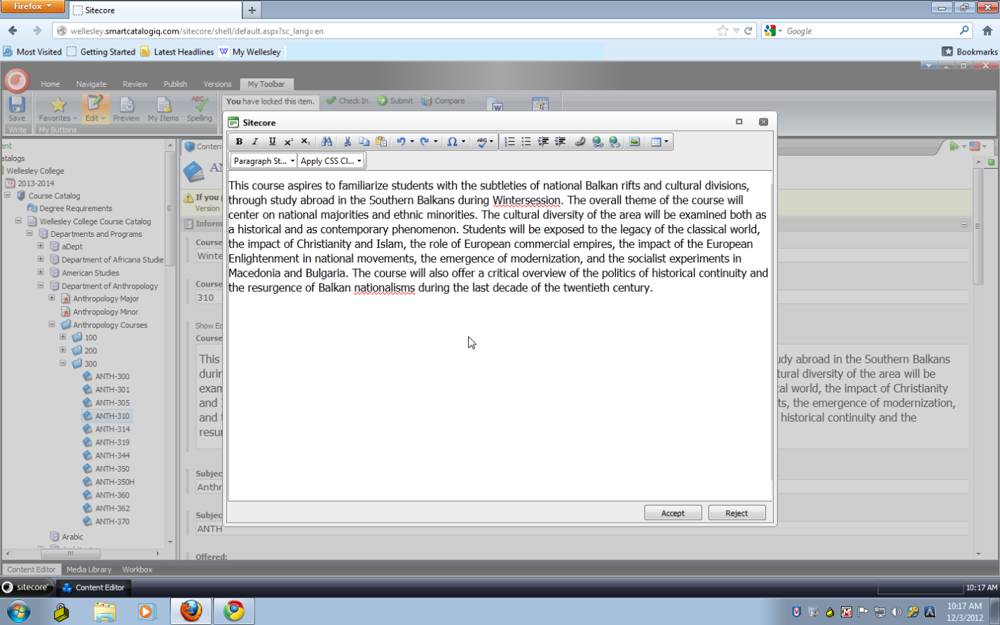 Firefox
Sitecore
wellesley.smartcatalogiq.com/sitecore/shell/default.aspx?sc_lang=en
Google
Most Visited
Getting Started
Latest Headlines
W
My Wellesley
Bookmarks
Home
Navigate
Review
Publish
Versions
My Toolbar
You have locked this item.
Check In
Submit
Compare
Save
Favorites
Edit
Preview
My Items
Spelling
Write
My Buttons
Sitecore
Paragraph St...
Apply CSS Cl...
This course aspires to familiarize students with the subtleties of national Balkan rifts and cultural divisions,
through study abroad in the Southern Balkans during Wintersession. The overall theme of the course will
center on national majorities and ethnic minorities. The cultural diversity of the area will be examined both as
a historical and as contemporary phenomenon. Students will be exposed to the legacy of the classical world,
the impact of Christianity and Islam, the role of European commercial empires, the impact of the European
Enlightenment in national movements, the emergence of modernization, and the socialist experiments in
Macedonia and Bulgaria. The course will also offer a critical overview of the politics of historical continuity and
the resurgence of Balkan nationalisms during the last decade of the twentieth century.
Accept
Reject
ent
atalogs
Wellesley College
2013-2014
Course Catalog
Degree Requirements
Wellesley College Course Catalog
Departments and Programs
aDept
Department of Africana Studie
American Studies
Department of Anthropology
Anthropology Major
Anthropology Minor
Anthropology Courses
100
200
300
ANTH-300
ANTH-301
ANTH-305
ANTH-310
ANTH-314
ANTH-319
ANTH-344
ANTH-350
ANTH-350H
ANTH-360
ANTH-362
ANTH-370
Arabic
Conten
AN
If you
Version
Inform
Course
Winte
Course
310
Show Ed
Course
This
durin
exam
and I
and t
resur
udy abroad in the Southern Balkans
tural diversity of the area will be
cal world, the impact of Christianity
ts, the emergence of modernization,
historical continuity and the
Subjec
Anthr
Subjec
ANTH
Offered:
Content Editor
Media Library
Workbox
sitecore
Content Editor
10:17 AM
10:17 AM
12/3/2012